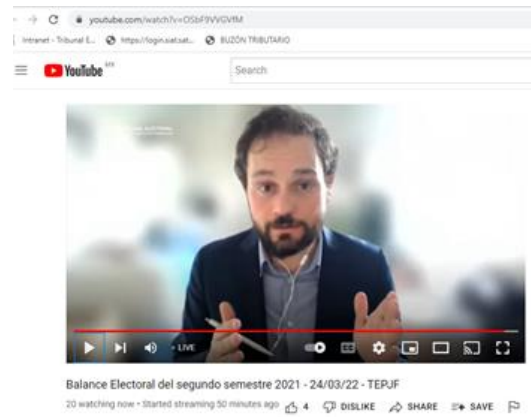 youtube.com/watch?v=OSbF9VVGVfM
Intranet - Tribunal E... https://login.siat.sat... BUZÓN TRIBUTARIO
YouTube MX
Search
LIVE
Balance Electoral del segundo semestre 2021 - 24/03/22 - TEPJF
20 watching now • Started streaming 50 minutes ago 4 DISLIKE SHARE SAVE